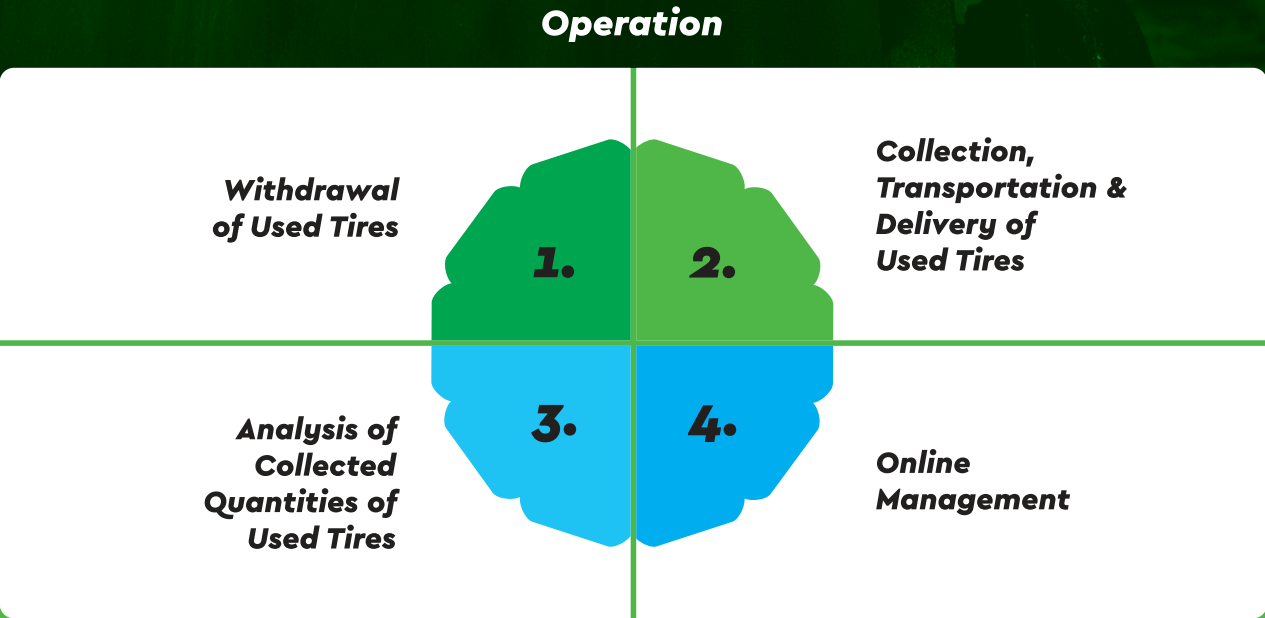 Operation
Withdrawal
of Used Tires
1.
2.
Collection,
Transportation &
Delivery of
Used Tires
Analysis of
Collected
Quantities of
Used Tires
3.
4.
Online
Management